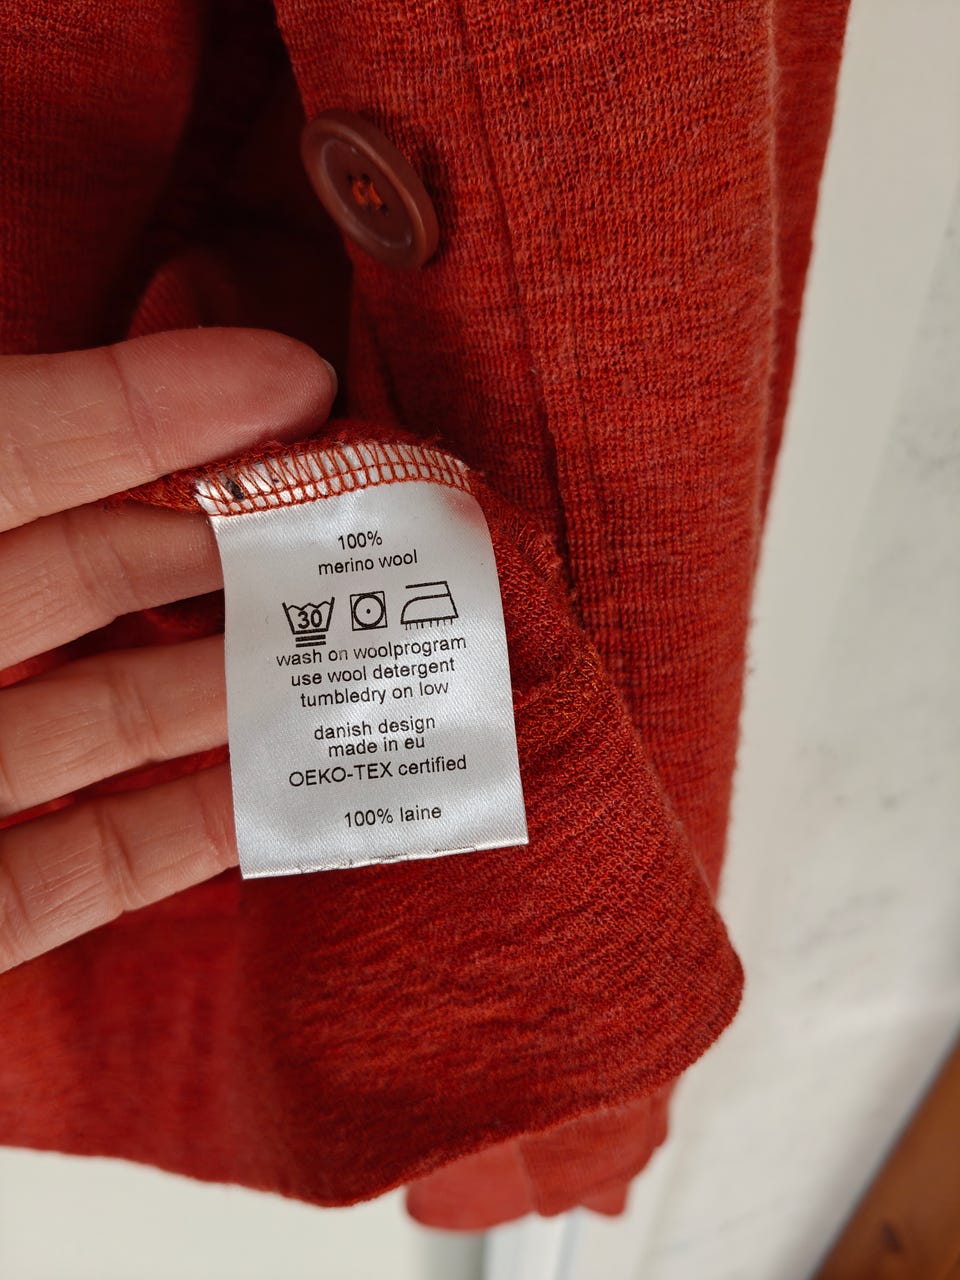 100%
merino wool
30
wash on woolprogram
use wool detergent
tumbledry on low
danish design
made in eu
OEKO-TEX certified
100% laine